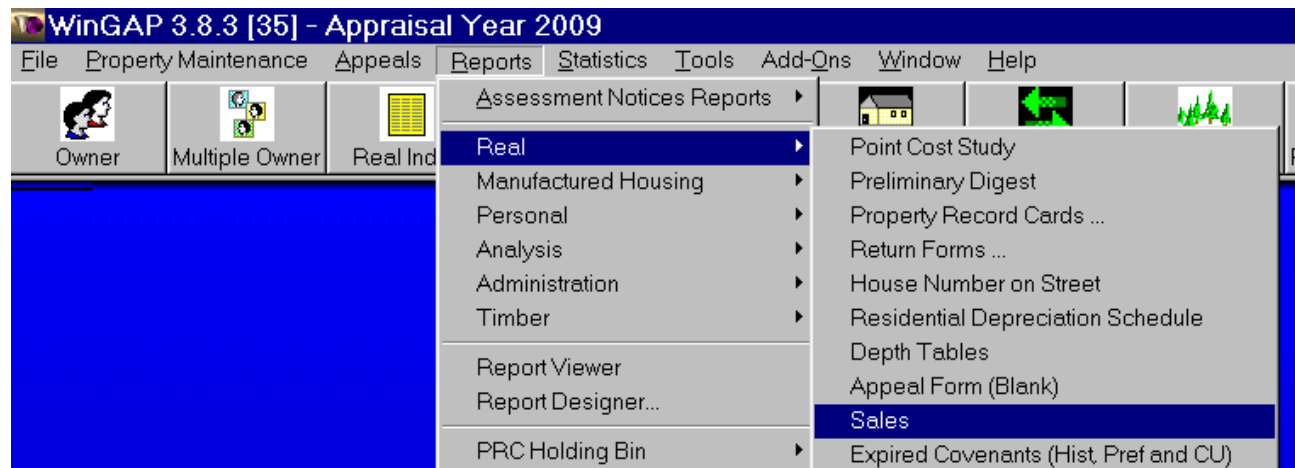 WinGAP 3.8.3 [35] - Appraisal Year 2009
File Property Maintenance Appeals Reports Statistics Tools Add-Ons Window Help
Owner Multiple Owner Real Ind
Assessment Notices Reports
Real
Manufactured Housing
Personal
Analysis
Administration
Timber
Report Viewer
Report Designer...
PRC Holding Bin
Point Cost Study
Preliminary Digest
Property Record Cards ...
Return Forms ...
House Number on Street
Residential Depreciation Schedule
Depth Tables
Appeal Form (Blank)
Sales
Expired Covenants (Hist, Pref and CU)